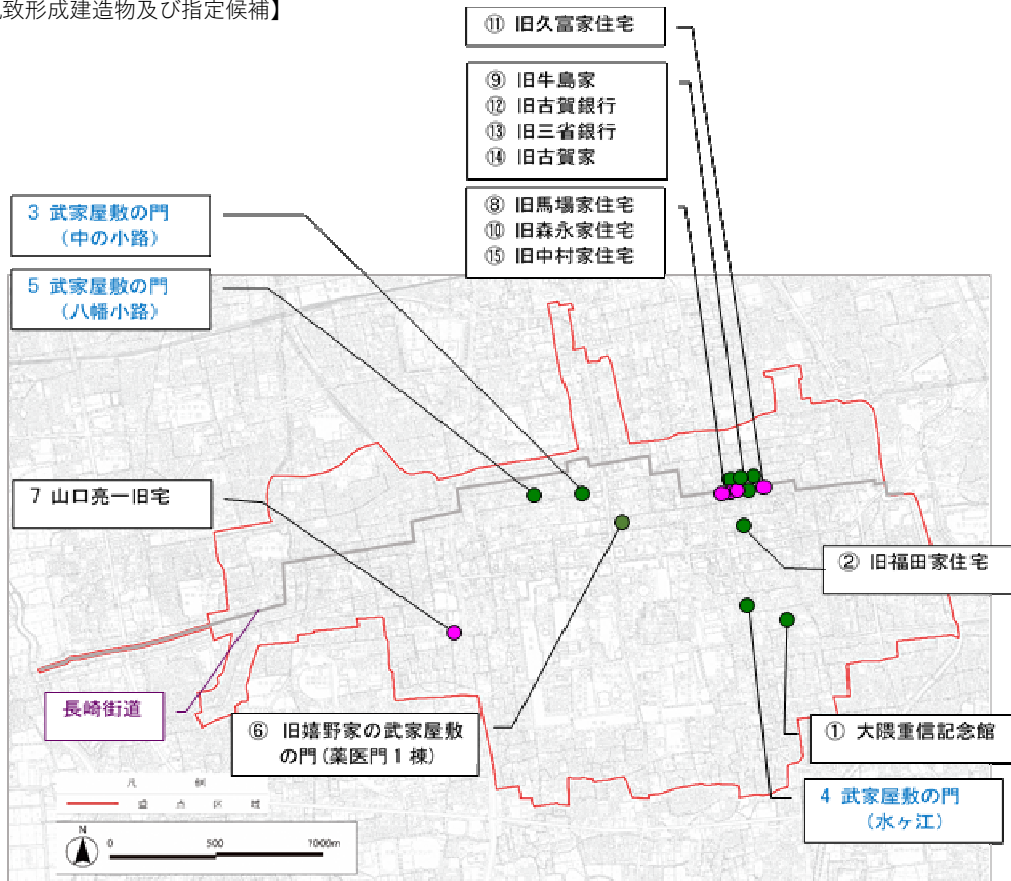 致形成建造物及び指定候補】
⑪ 旧久富家住宅
⑨ 旧牛島家
⑫ 旧古賀銀行
⑬ 旧三省銀行
⑭ 旧古賀家
⑧ 旧馬場家住宅
⑩ 旧森永家住宅
⑮ 旧中村家住宅
3 武家屋敷の門
(中の小路)
5 武家屋敷の門
(八幡小路)
7 山口亮一旧宅
② 旧福田家住宅
長崎街道
⑥ 旧嬉野家の武家屋敷
の門(薬医門1棟)
① 大隈重信記念館
4 武家屋敷の門
(水ヶ江)
凡 例
重 点 区 域
N
0 500 1000m